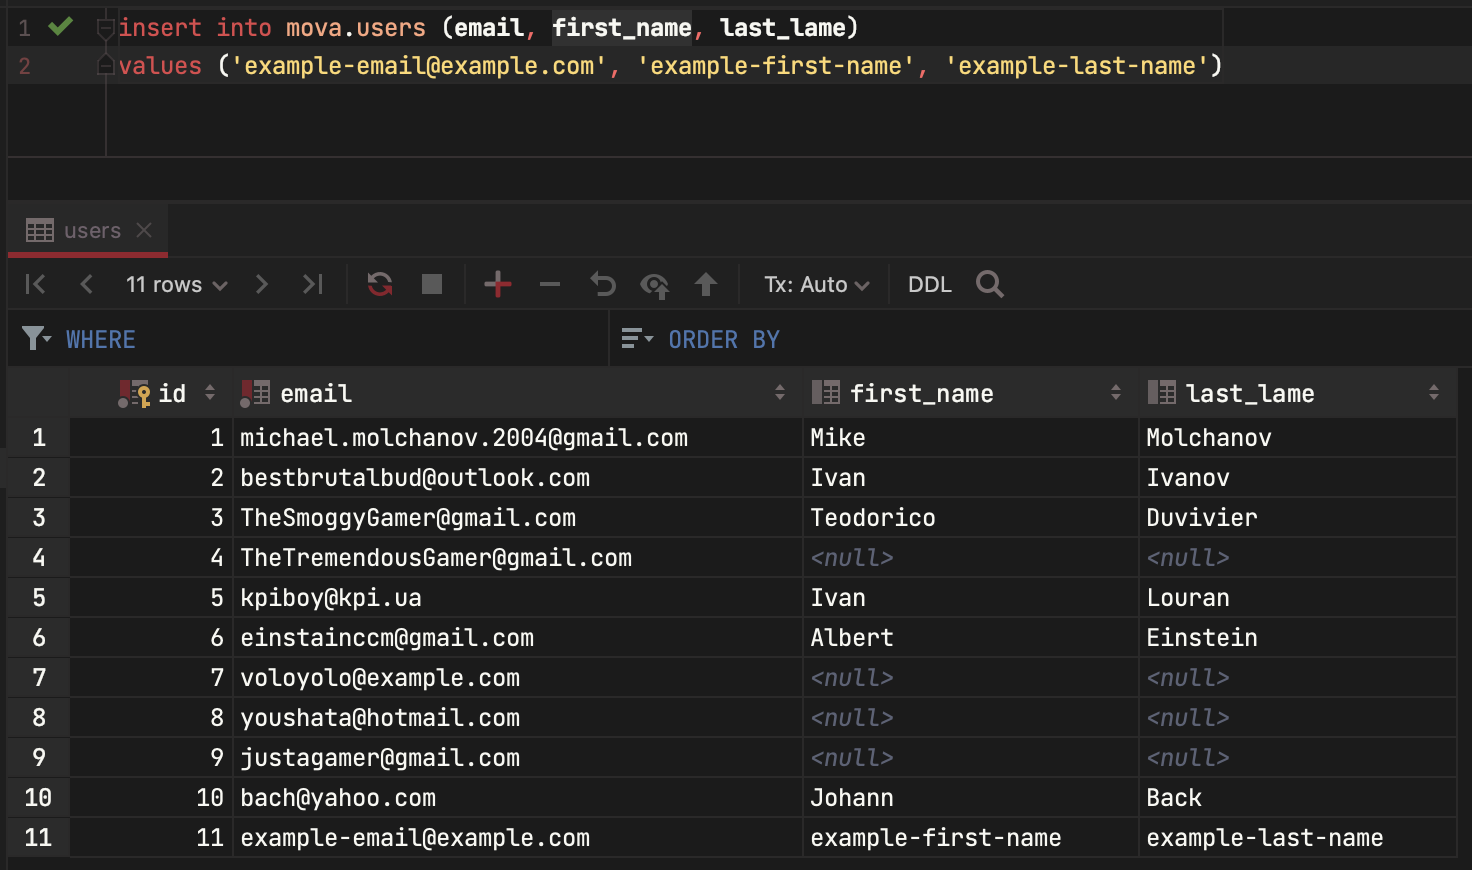 1 insert into mova.users (email, first_name, last_lame)
2 values ('example-email@example.com', 'example-first-name', 'example-last-name')
users
11 rows Tx: Auto DDL
WHERE ORDER BY
id email first_name last_lame
1 1 michael.molchanov.2004@gmail.com Mike Molchanov
2 2 bestbrutalbud@outlook.com Ivan Ivanov
3 3 TheSmoggyGamer@gmail.com Teodorico Duvivier
4 4 TheTremendousGamer@gmail.com <null> <null>
5 5 kpiboy@kpi.ua Ivan Louran
6 6 einstainccm@gmail.com Albert Einstein
7 7 voloyolo@example.com <null> <null>
8 8 youshata@hotmail.com <null> <null>
9 9 justagamer@gmail.com <null> <null>
10 10 bach@yahoo.com Johann Back
11 11 example-email@example.com example-first-name example-last-name